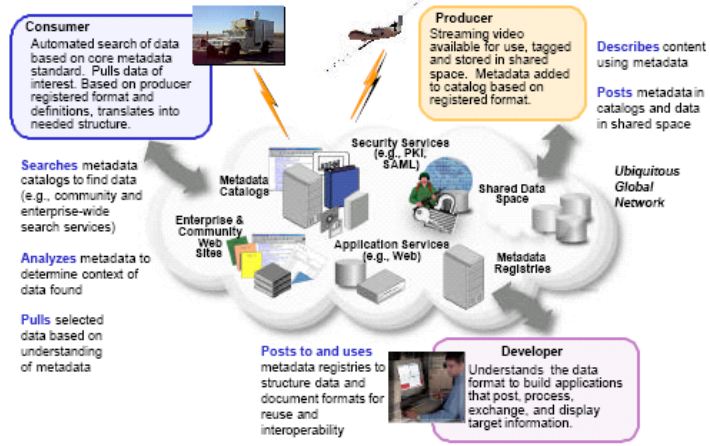 Consumer
Automated search of data
based on core metadata
standard. Pulls data of
interest. Based on producer
registered format and
definitions, translates into
needed structure.
Producer
Streaming video
available for use, tagged
and stored in shared
space. Metadata added
to catalog based on
registered format.
Describes content
using metadata
Posts metadata in
catalogs and data
in shared space
Searches metadata
catalogs to find data
(e.g., community and
enterprise-wide
search services)
Analyzes metadata to
determine context of
data found
Pulls selected
data based on
understanding
of metadata
Security Services
(e.g., PKI,
SAML)
Metadata
Catalogs
Shared Data
Space
Ubiquitous
Global
Network
Enterprise &
Community
Web
Sites
Application Services
(e.g., Web)
Metadata
Registries
Posts to and uses
metadata registries to
structure data and
document formats for
reuse and
interoperability
Developer
Understands the data
format to build applications
that post, process,
exchange, and display
target information.